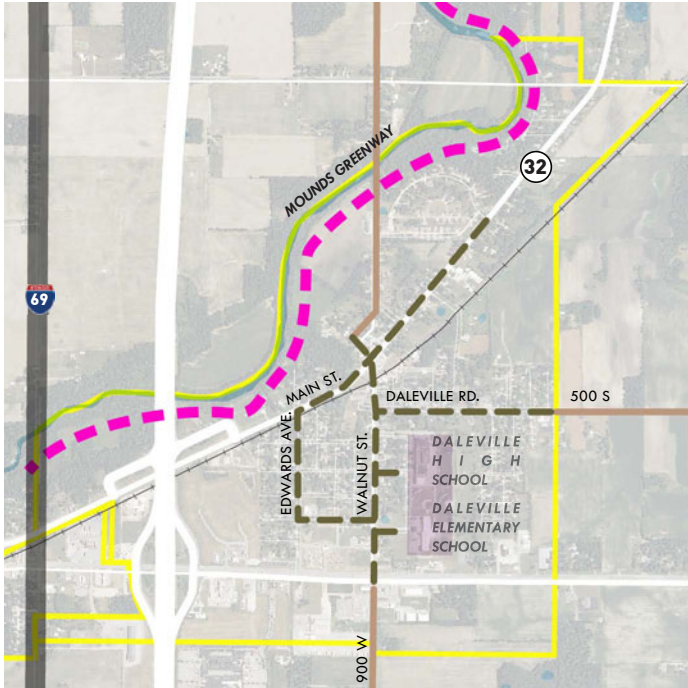 MOUNDS GREENWAY
32
69
MAIN ST.
DALEVILLE RD.
500 S
EDWARDS AVE.
WALNUT ST.
DALEVILLE
HIGH
SCHOOL
DALEVILLE
ELEMENTARY
SCHOOL
900 W